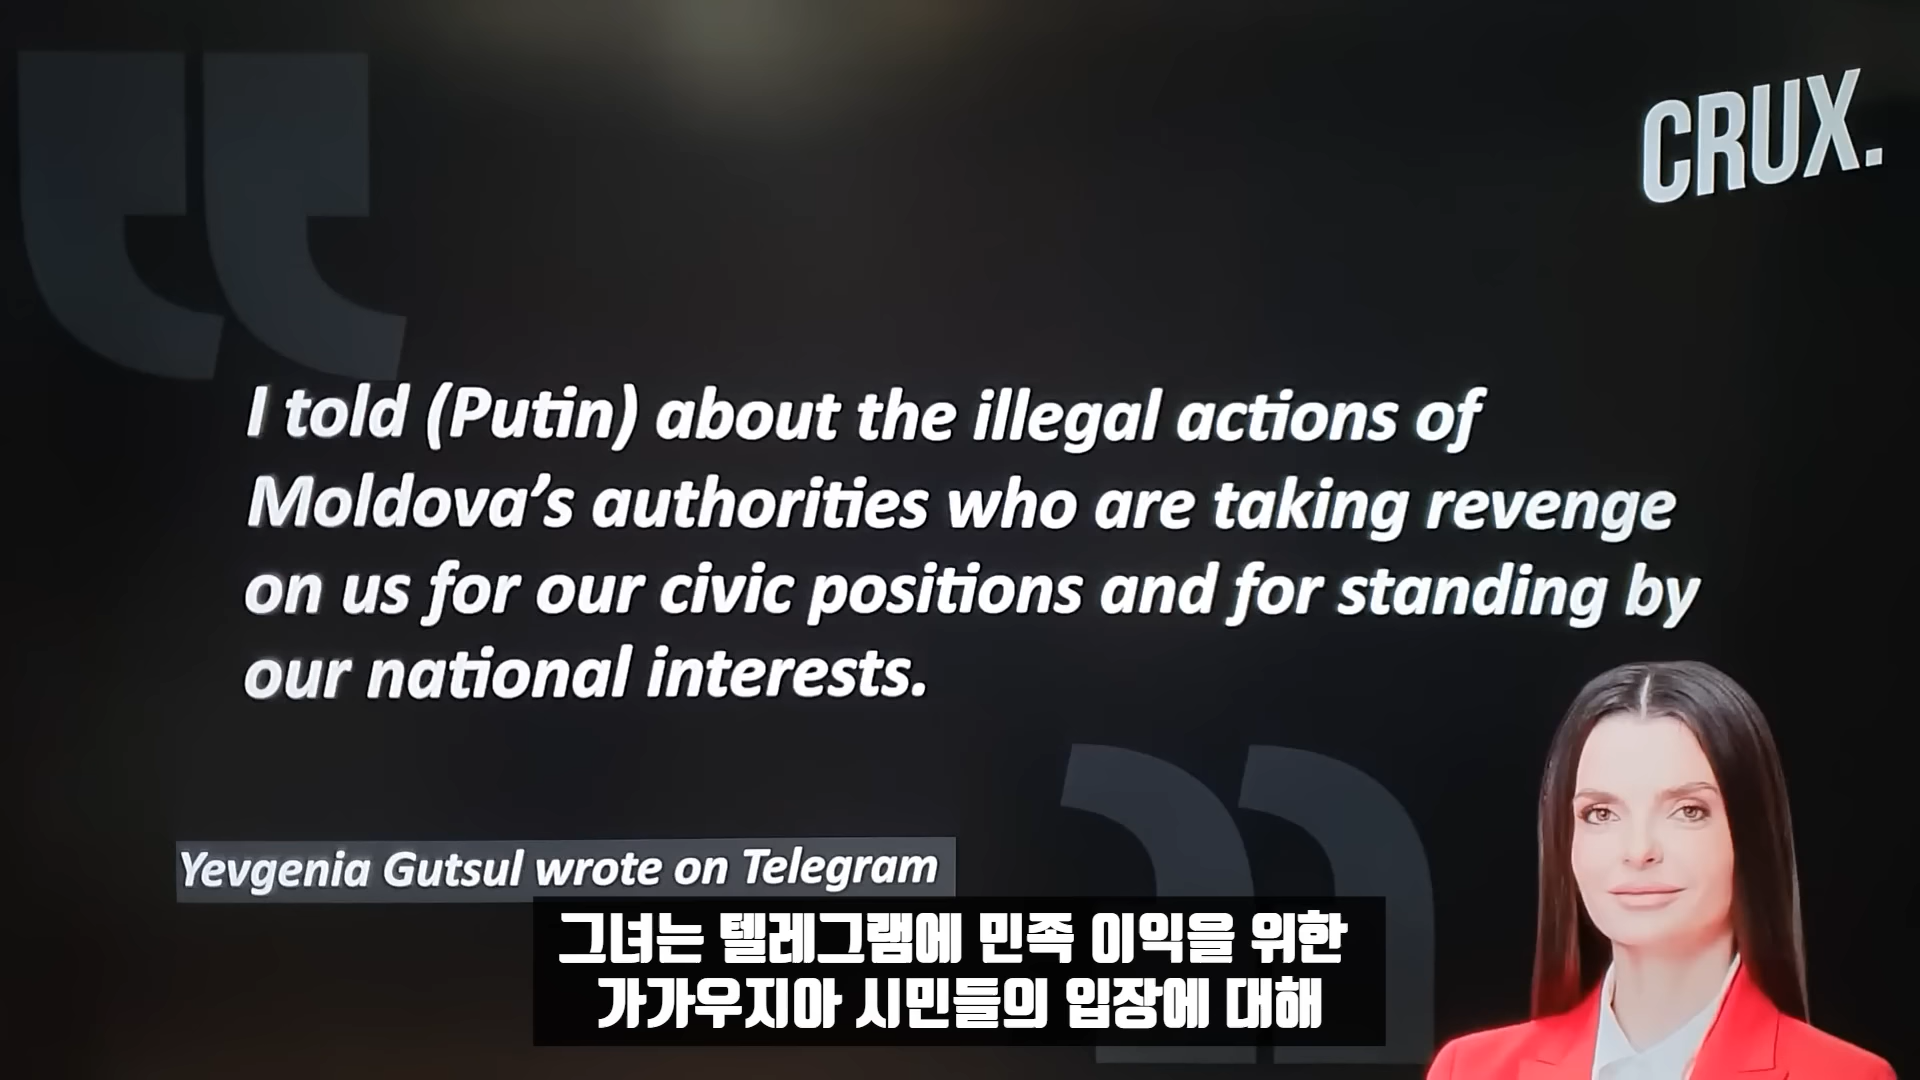 CRUX.
I told (Putin) about the illegal actions of
Moldova’s authorities who are taking revenge
on us for our civic positions and for standing by
our national interests.
Yevgenia Gutsul wrote on Telegram
그녀는 텔레그램에 민족 이익을 위한
가가우지아 시민들의 입장에 대해